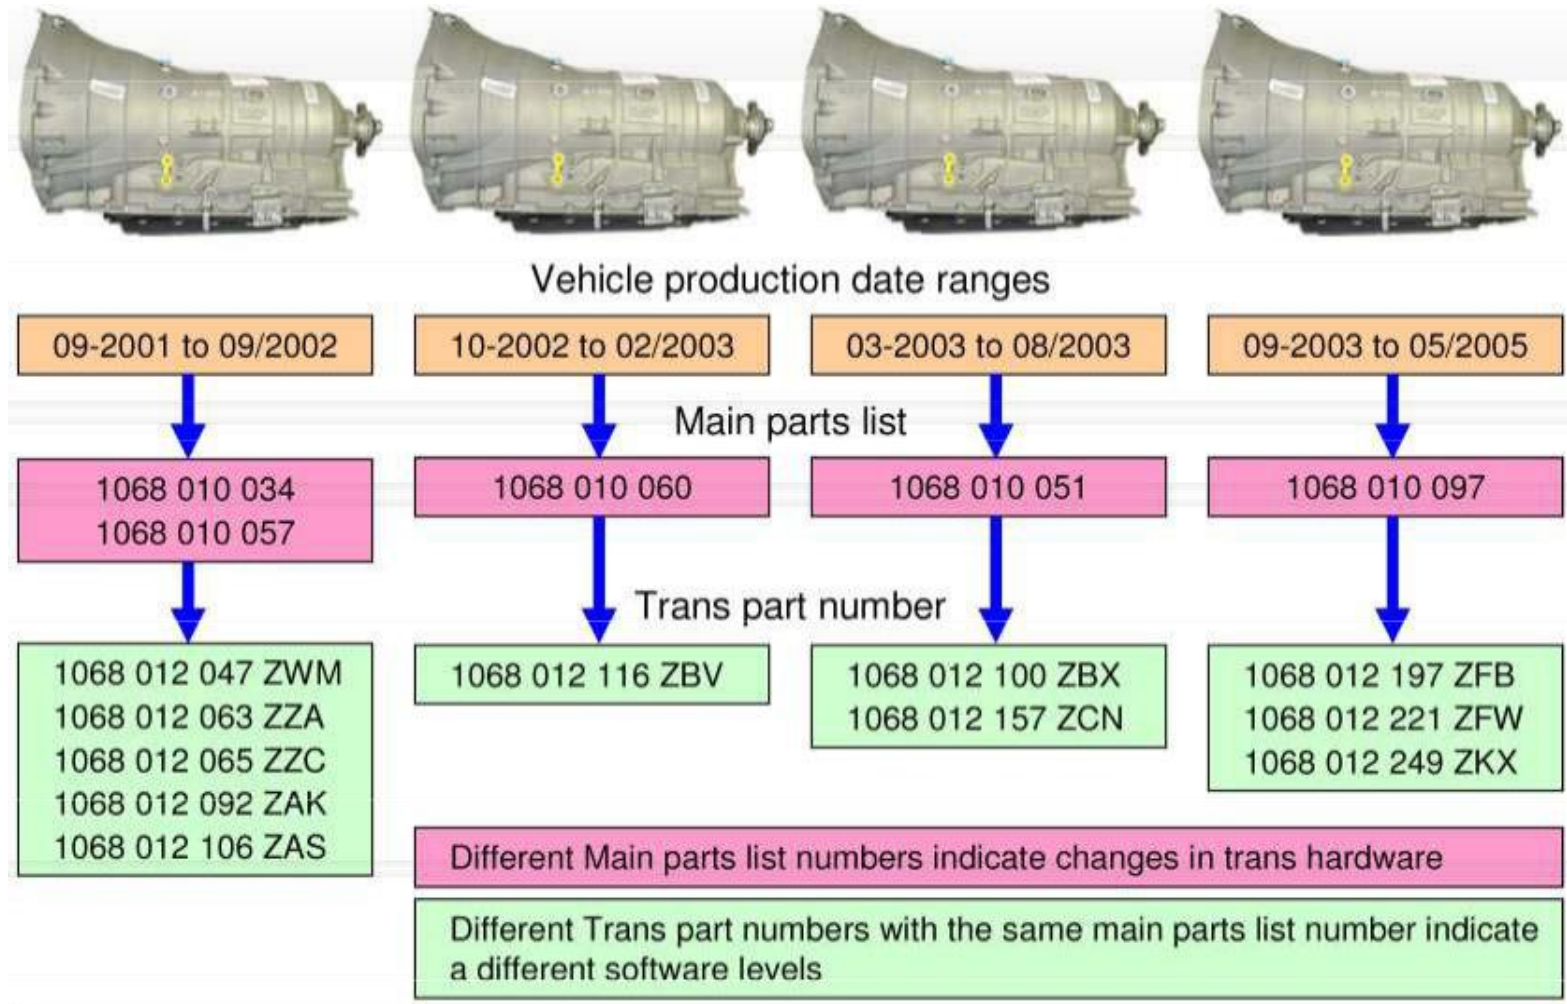 Vehicle production date ranges
09-2001 to 09/2002
10-2002 to 02/2003
03-2003 to 08/2003
09-2003 to 05/2005
Main parts list
1068 010 034
1068 010 057
1068 010 060
1068 010 051
1068 010 097
Trans part number
1068 012 047 ZWM
1068 012 063 ZZA
1068 012 065 ZZC
1068 012 092 ZAK
1068 012 106 ZAS
1068 012 116 ZBV
1068 012 100 ZBX
1068 012 157 ZCN
1068 012 197 ZFB
1068 012 221 ZFW
1068 012 249 ZKX
Different Main parts list numbers indicate changes in trans hardware
Different Trans part numbers with the same main parts list number indicate
a different software levels